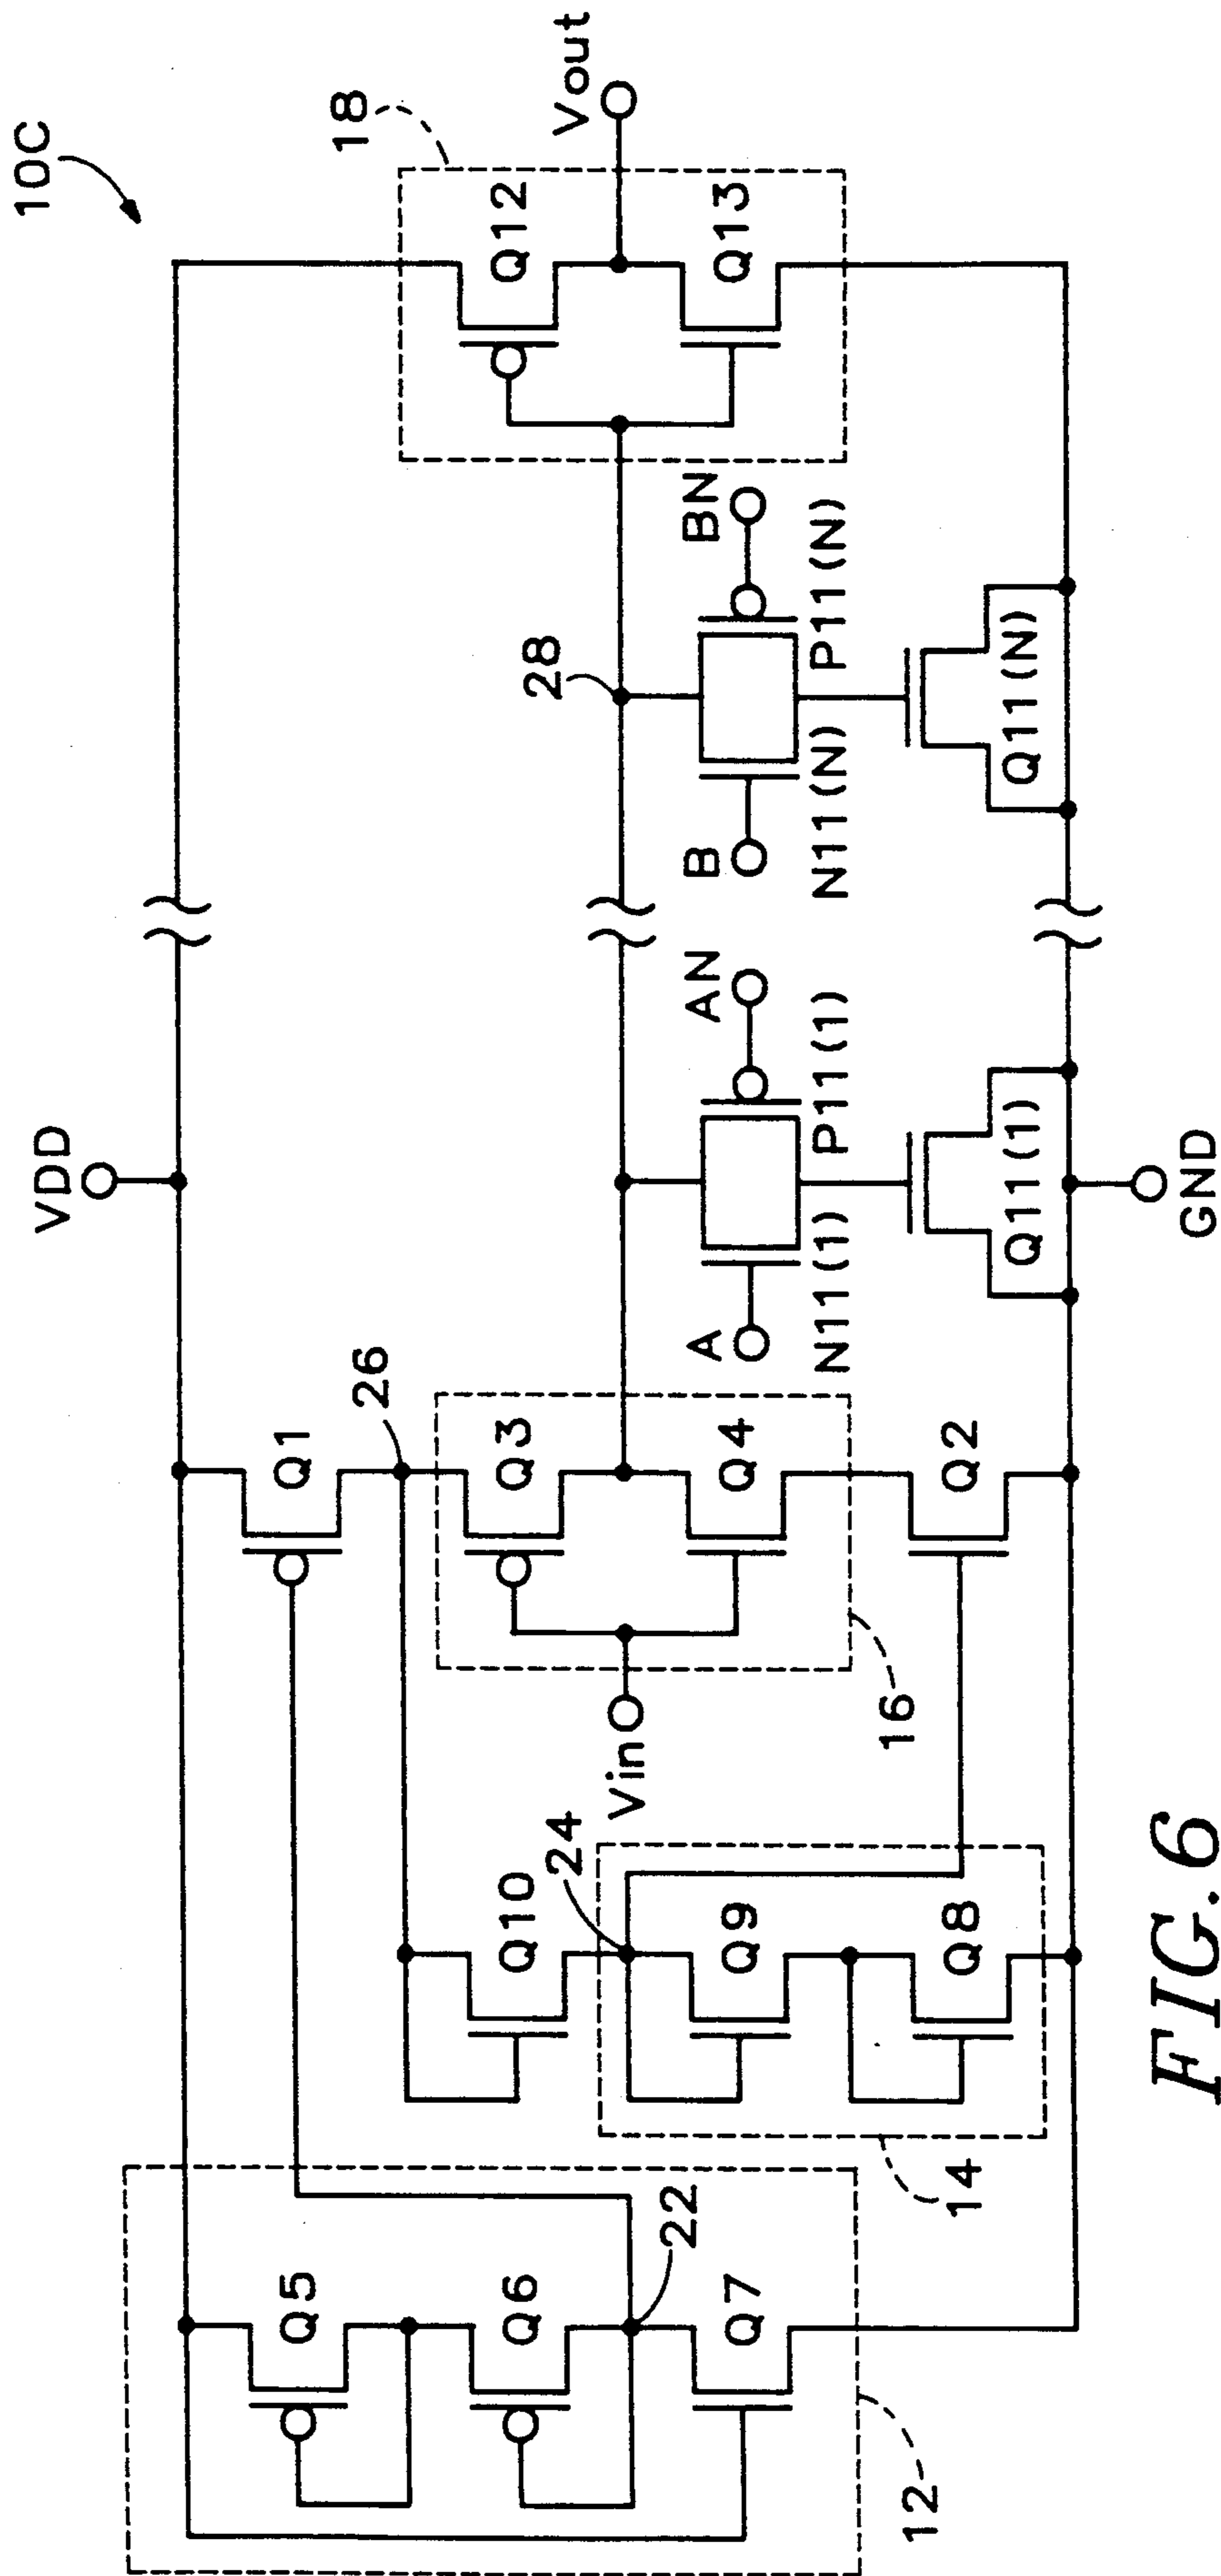 10C
VDD
18
Vout
Q12
Q13
28
BN
B
P11(N)
N11(N)
Q11(N)
AN
A
P11(1)
N11(1)
Q11(1)
GND
26
Q1
Q3
Q4
Q2
Vin
16
24
Q10
Q9
Q8
14
22
Q5
Q6
Q7
12
FIG. 6